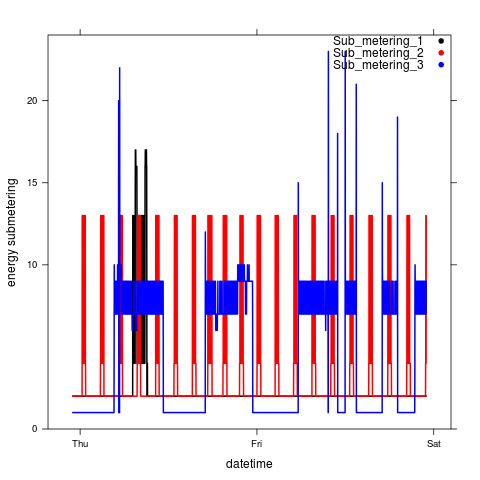 Sub_metering_1
Sub_metering_2
Sub_metering_3
20
15
10
0
energy submetering
Thu Fri Sat
datetime